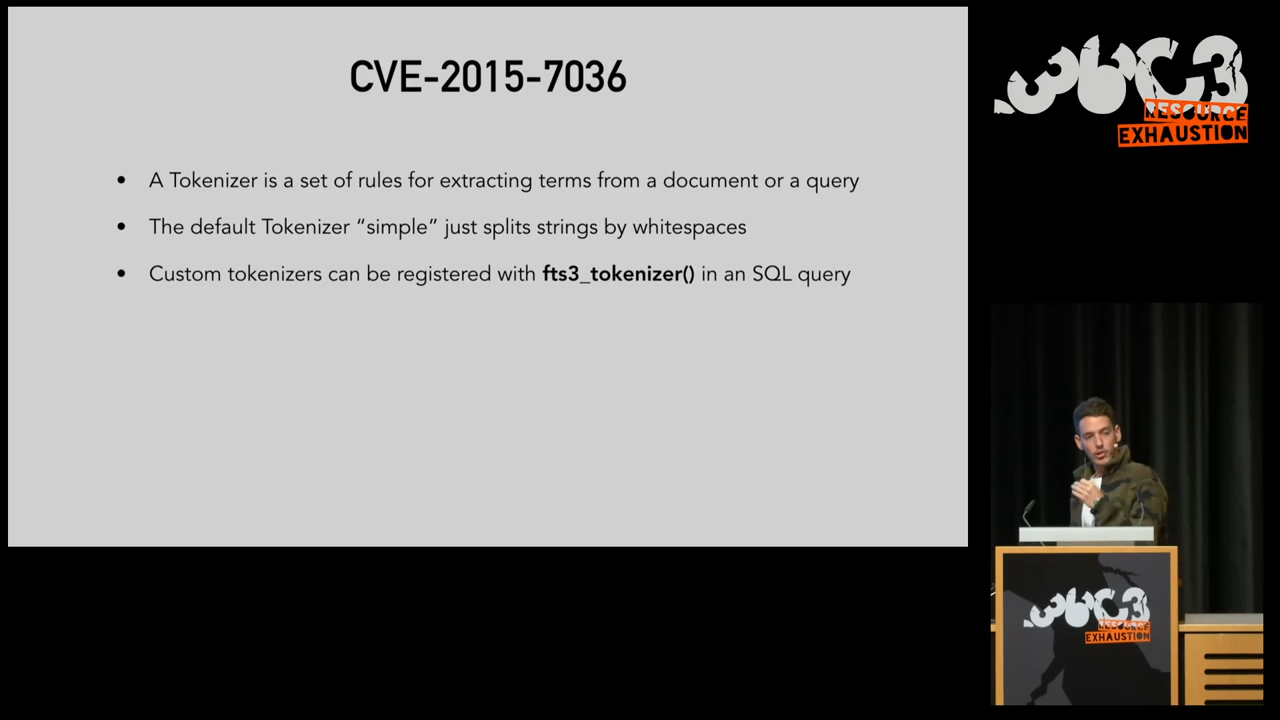 CVE-2015-7036
• A Tokenizer is a set of rules for extracting terms from a document or a query
• The default Tokenizer “simple” just splits strings by whitespaces
• Custom tokenizers can be registered with fts3_tokenizer() in an SQL query
36C3
RESOURCE
EXHAUSTION
36C3
RESOURCE
EXHAUSTION